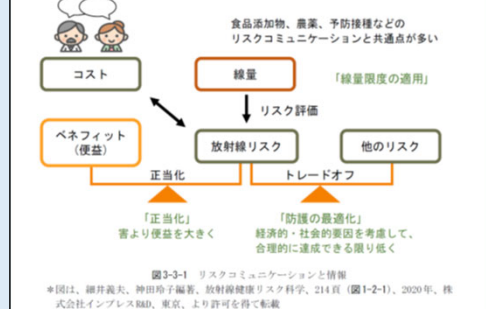 食品添加物、農薬、予防接種などの
リスクコミュニケーションと共通点が多い
コスト
線量
「線量限度の適用」
リスク評価
ベネフィット
(便益)
放射線リスク
他のリスク
正当化
トレードオフ
「正当化」
害より便益を大きく
「防護の最適化」
経済的・社会的要因を考慮して、
合理的に達成できる限り低く
図3-3-1 リスクコミュニケーションと情報
*図は、細井義夫、神田玲子編著、放射線健康リスク科学、214頁(図1-2-1)、2020年、株
式会社インプレスR&D、東京、より許可を得て転載